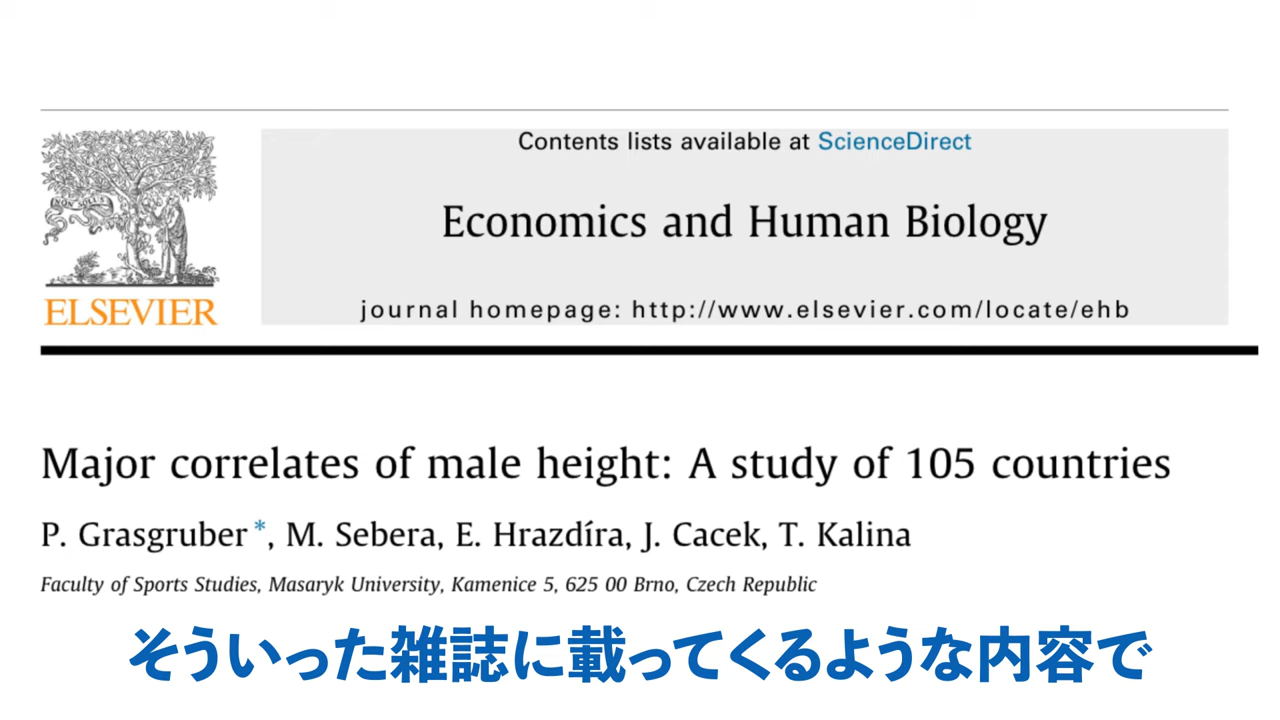 Contents lists available at ScienceDirect
Economics and Human Biology
journal homepage: http://www.elsevier.com/locate/ehb
NON SOLUS
ELSEVIER
Major correlates of male height: A study of 105 countries
P. Grasgruber*, M. Sebera, E. Hrazdíra, J. Cacek, T. Kalina
Faculty of Sports Studies, Masaryk University, Kamenice 5, 625 00 Brno, Czech Republic
そういった雑誌に載ってくるような内容で